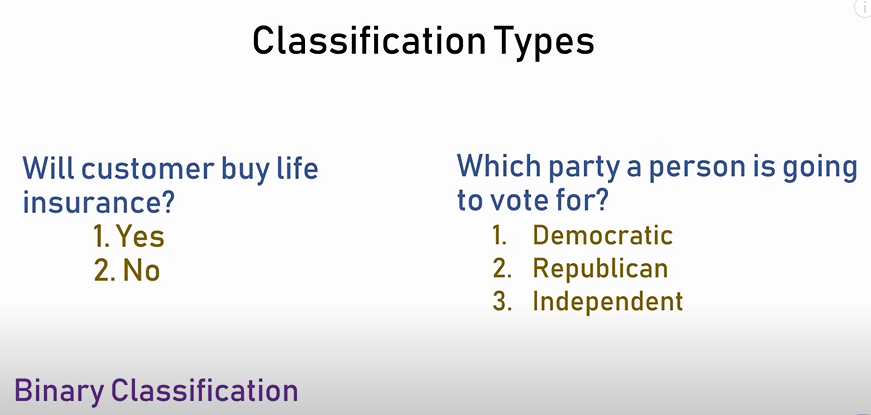 Classification Types
Will customer buy life
insurance?
1. Yes
2. No
Which party a person is going
to vote for?
1. Democratic
2. Republican
3. Independent
Binary Classification